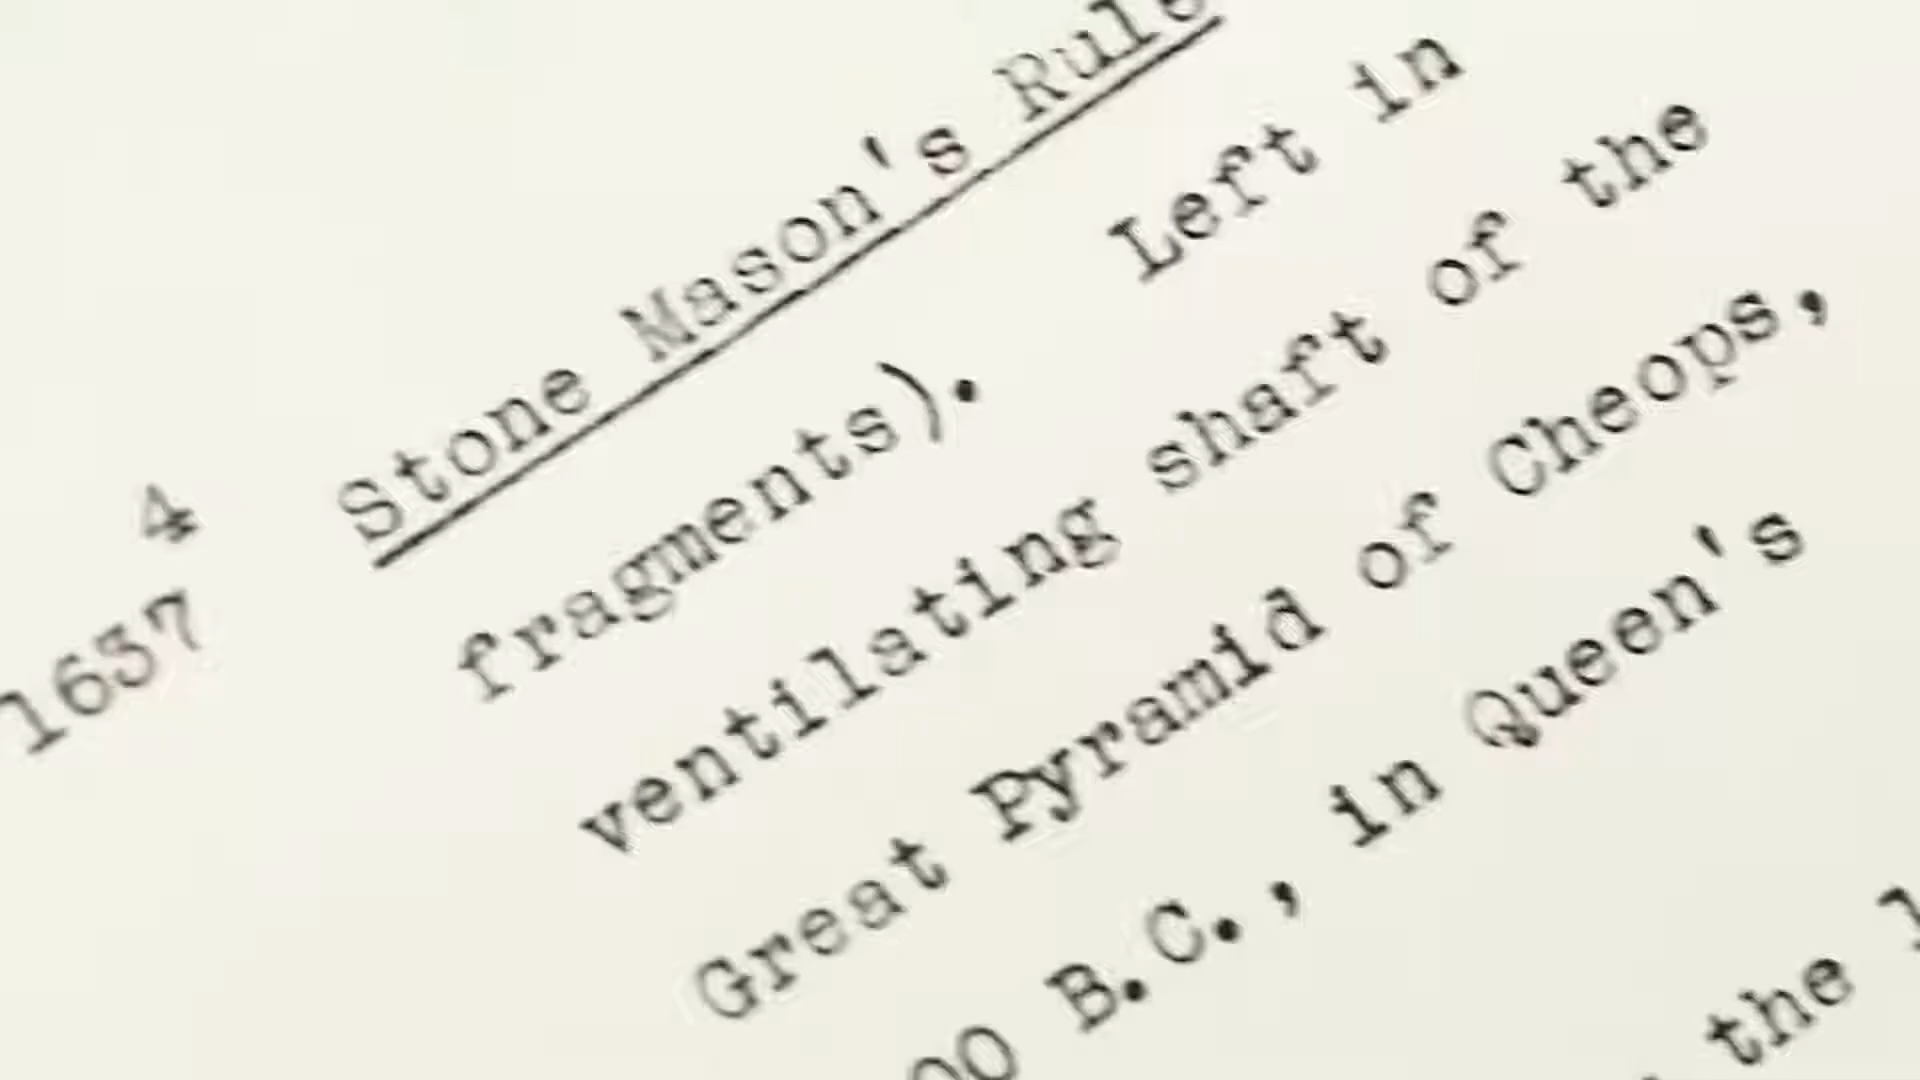 4 Stone Mason's Rule
1637 fragments). Left in
ventilating shaft of the
Great Pyramid of Cheops,
B.C., in Queen's
the